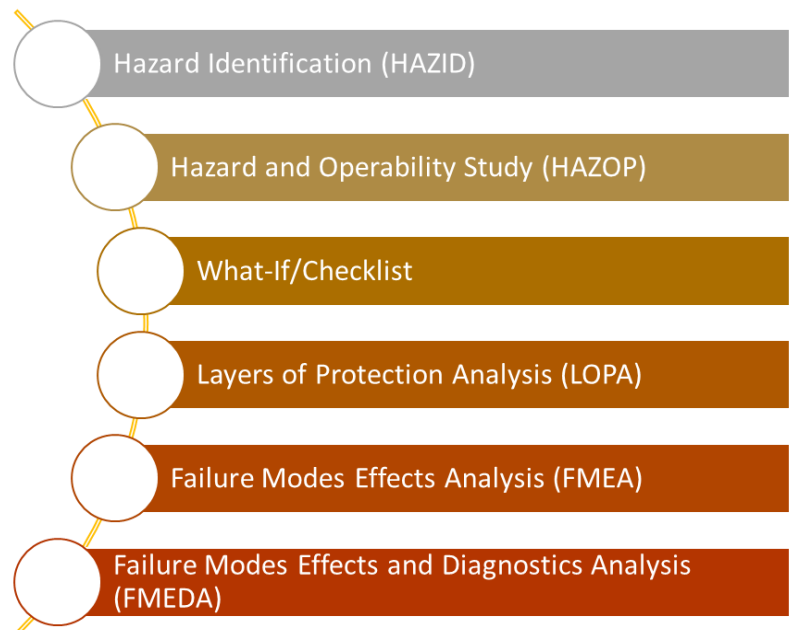 Hazard Identification (HAZID)
Hazard and Operability Study (HAZOP)
What-If/Checklist
Layers of Protection Analysis (LOPA)
Failure Modes Effects Analysis (FMEA)
Failure Modes Effects and Diagnostics Analysis
(FMEDA)